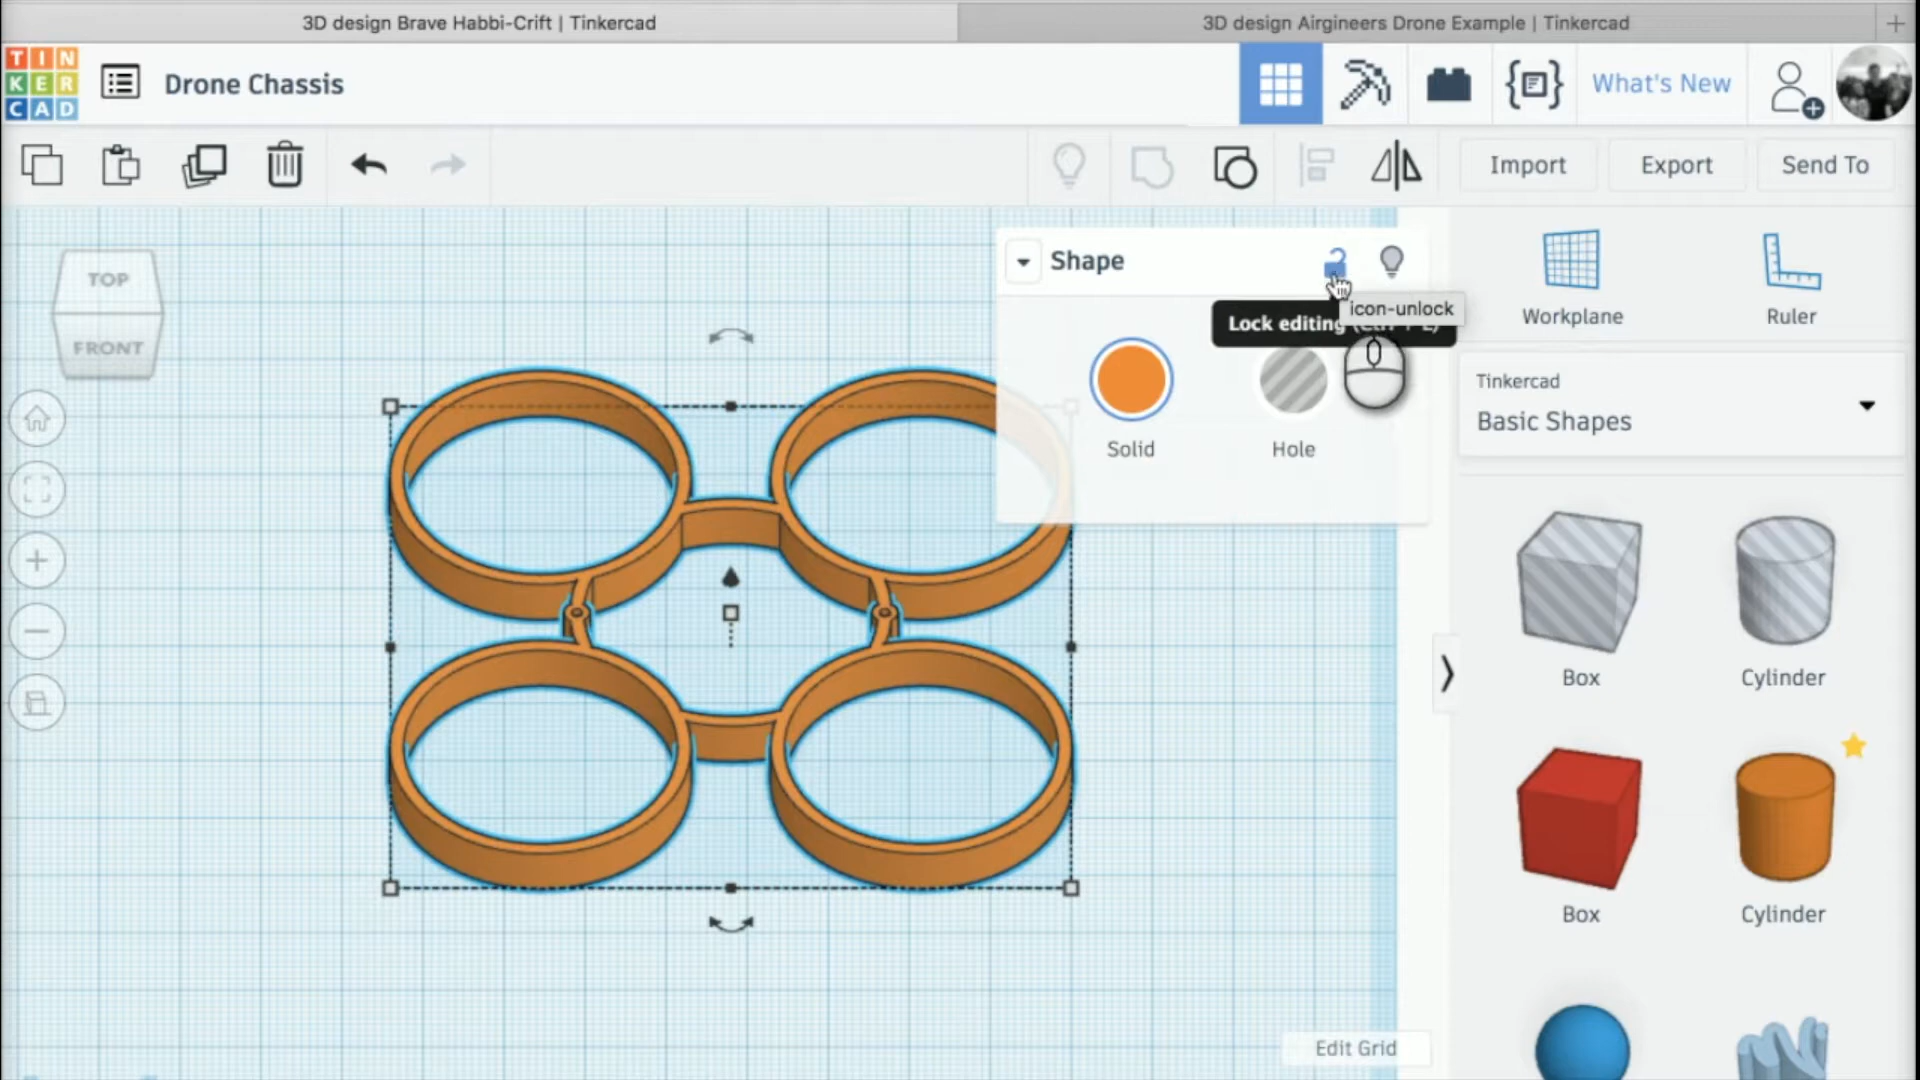 3D design Brave Habbi-Crift | Tinkercad
3D design Airgineers Drone Example | Tinkercad
TIN
KER
CAD
Drone Chassis
What's New
Import
Export
Send To
TOP
FRONT
Shape
icon-unlock
Lock editing
Solid
Hole
Workplane
Ruler
Tinkercad
Basic Shapes
Box
Cylinder
Box
Cylinder
Edit Grid